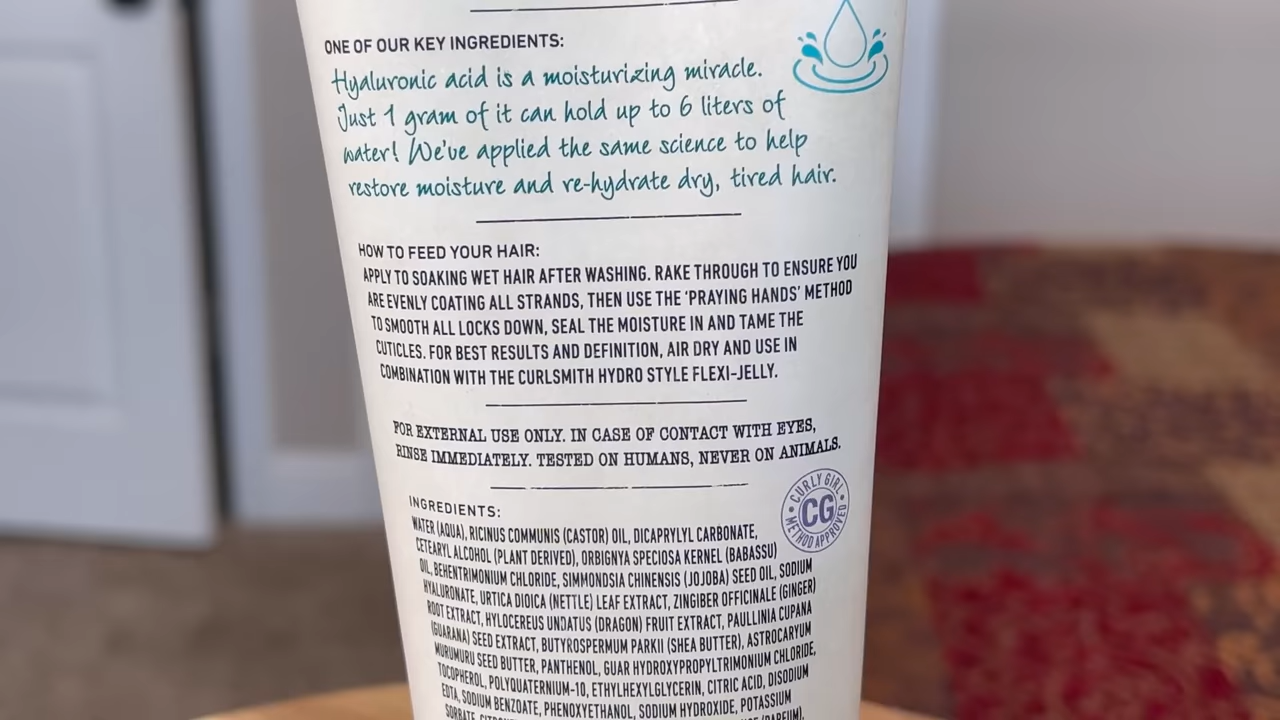 ONE OF OUR KEY INGREDIENTS:
Hyaluronic acid is a moisturizing miracle.
Just 1 gram of it can hold up to 6 liters of
water! We've applied the same science to help
restore moisture and re-hydrate dry, tired hair.
HOW TO FEED YOUR HAIR:
APPLY TO SOAKING WET HAIR AFTER WASHING. RAKE THROUGH TO ENSURE YOU
ARE EVENLY COATING ALL STRANDS, THEN USE THE 'PRAYING HANDS' METHOD
TO SMOOTH ALL LOCKS DOWN, SEAL THE MOISTURE IN AND TAME THE
CUTICLES. FOR BEST RESULTS AND DEFINITION, AIR DRY AND USE IN
COMBINATION WITH THE CURLSMITH HYDRO STYLE FLEXI-JELLY.
FOR EXTERNAL USE ONLY. IN CASE OF CONTACT WITH EYES,
RINSE IMMEDIATELY. TESTED ON HUMANS, NEVER ON ANIMALS.
CURLY GIRL
CG
METHOD APPROVED
INGREDIENTS:
WATER (AQUA), RICINUS COMMUNIS (CASTOR) OIL, DICAPRYLYL CARBONATE,
CETEARYL ALCOHOL (PLANT DERIVED), ORBIGNYA SPECIOSA KERNEL (BABASSU)
OIL, BEHENTRIMONIUM CHLORIDE, SIMMONDSIA CHINENSIS (JOJOBA) SEED OIL, SODIUM
HYALURONATE, URTICA DIOICA (NETTLE) LEAF EXTRACT, ZINGIBER OFFICINALE (GINGER)
ROOT EXTRACT, HYLOCEREUS UNDATUS (DRAGON) FRUIT EXTRACT, PAULLINIA CUPANA
(GUARANA) SEED EXTRACT, BUTYROSPERMUM PARKII (SHEA BUTTER), ASTROCARYUM
MURUMURU SEED BUTTER, PANTHENOL, GUAR HYDROXYPROPYLTRIMONIUM CHLORIDE,
TOCOPHEROL, POLYQUATERNIUM-10, ETHYLHEXYLGLYCERIN, CITRIC ACID, DISODIUM
EDTA, SODIUM BENZOATE, PHENOXYETHANOL, SODIUM HYDROXIDE, POTASSIUM
SORBATE, (PARFUM),